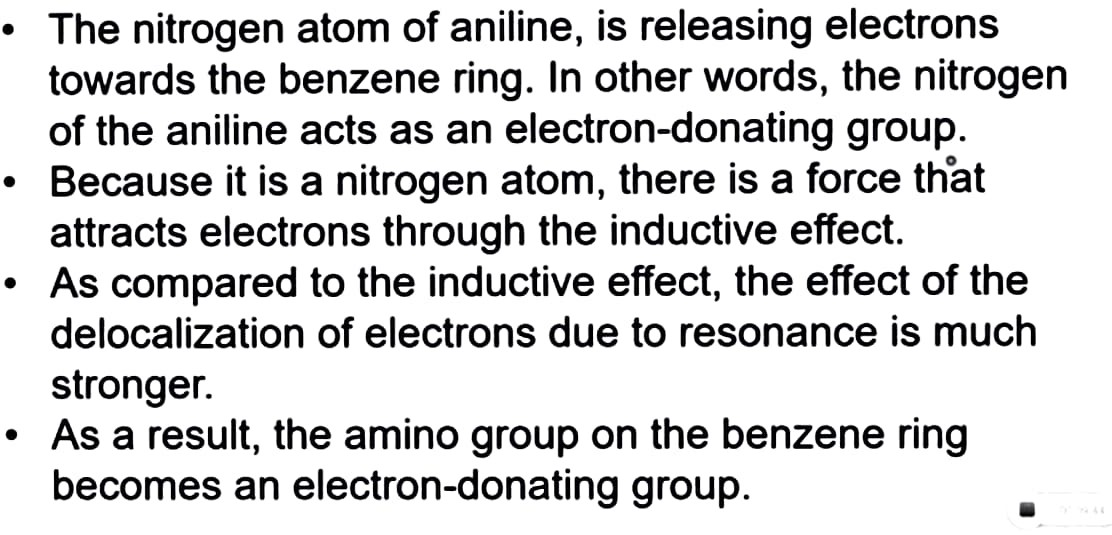 • The nitrogen atom of aniline, is releasing electrons
towards the benzene ring. In other words, the nitrogen
of the aniline acts as an electron-donating group.
• Because it is a nitrogen atom, there is a force that
attracts electrons through the inductive effect.
• As compared to the inductive effect, the effect of the
delocalization of electrons due to resonance is much
stronger.
• As a result, the amino group on the benzene ring
becomes an electron-donating group.